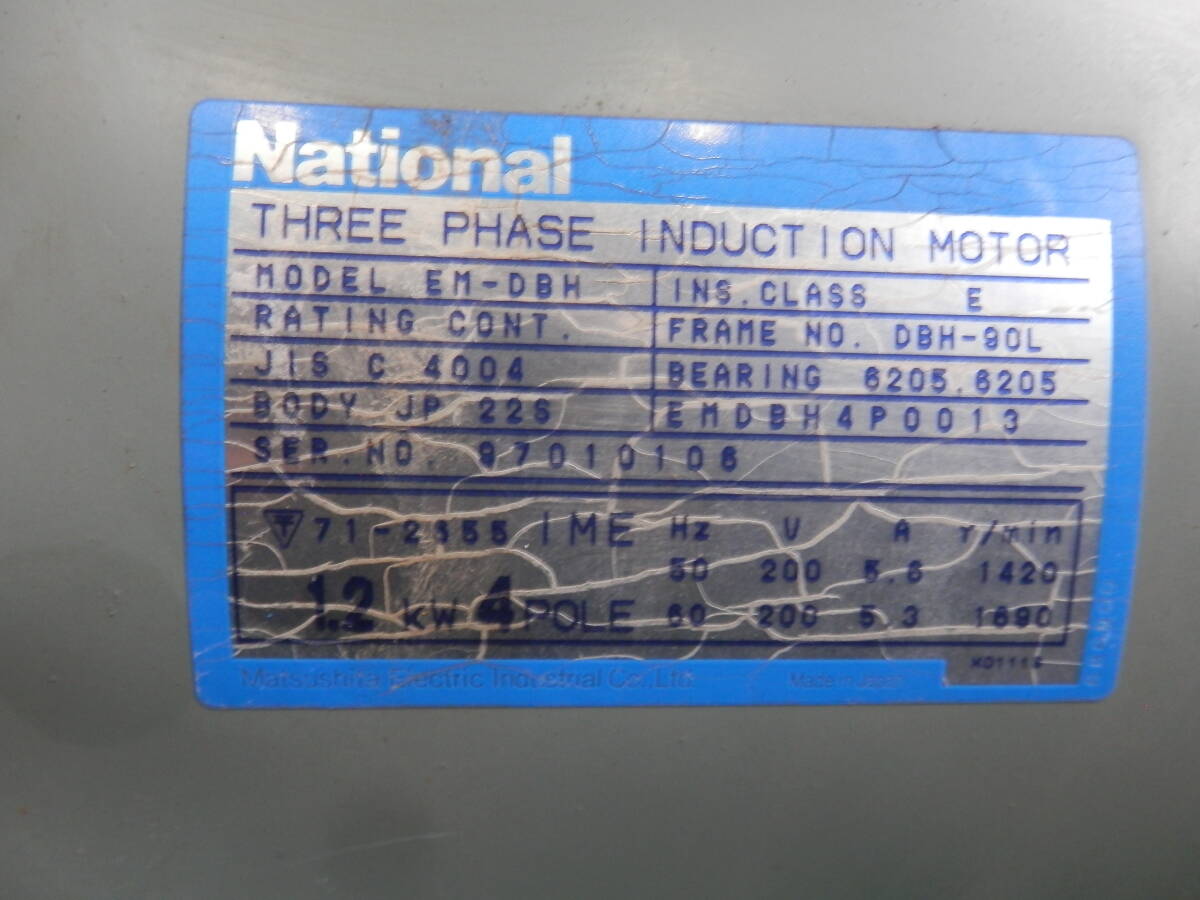 National
THREE PHASE INDUCTION MOTOR
MODEL EM-DBH INS.CLASS E
RATING CONT. FRAME NO. DBH-90L
JIS C 4004 BEARING 6205.6205
BODY JP 22S EMDBH4P0013
SER.NO. 97010106
71-2355 IME Hz V A r/min
50 200 5.6 1420
1.2 KW 4 POLE 60 200 5.3 1690
Matsushita Electric Industrial Co.,Ltd. Made in Japan